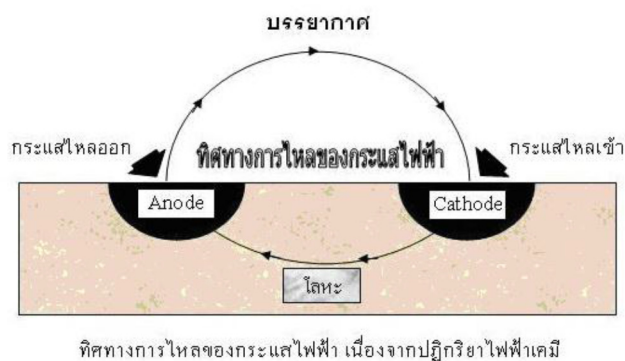 บรรยากาศ
กระแสไหลออก
ทิศทางการไหลของกระแสไฟฟ้า
กระแสไหลเข้า
Anode
Cathode
โลหะ
ทิศทางการไหลของกระแสไฟฟ้า เนื่องจากปฏิกริยาไฟฟ้าเคมี